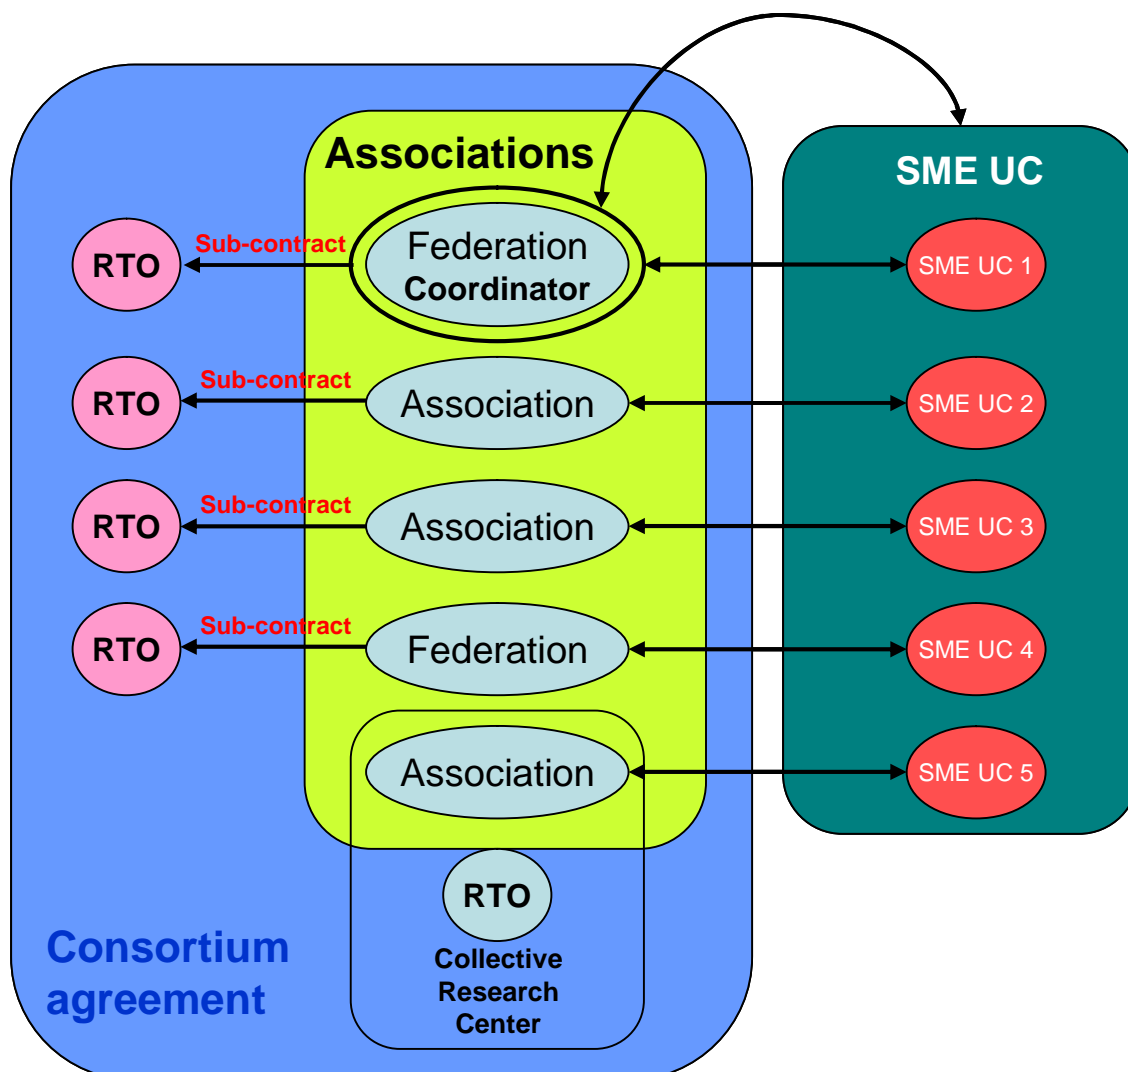 Associations
SME UC
RTO
Sub-contract
Federation
Coordinator
SME UC 1
RTO
Sub-contract
Association
SME UC 2
RTO
Sub-contract
Association
SME UC 3
RTO
Sub-contract
Federation
SME UC 4
Association
SME UC 5
RTO
Collective
Research
Center
Consortium
agreement